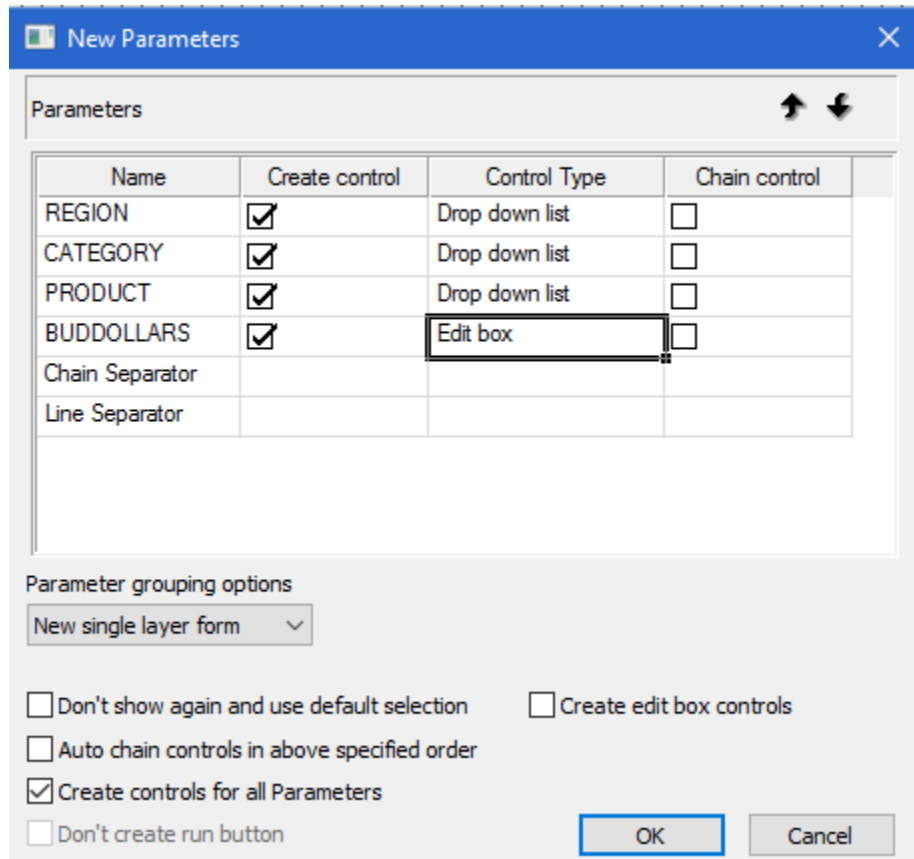 New Parameters
Parameters
Name Create control Control Type Chain control
REGION Drop down list
CATEGORY Drop down list
PRODUCT Drop down list
BUDDOLLARS Edit box
Chain Separator
Line Separator
Parameter grouping options
New single layer form
Don't show again and use default selection Create edit box controls
Auto chain controls in above specified order
Create controls for all Parameters
Don't create run button OK Cancel